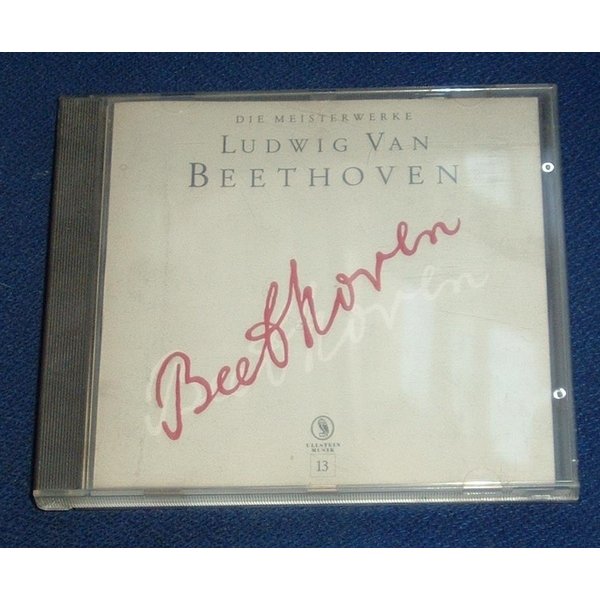 DIE MEISTERWERKE
LUDWIG VAN
BEETHOVEN
Beethoven
ULLSTEIN
MUSIK
13